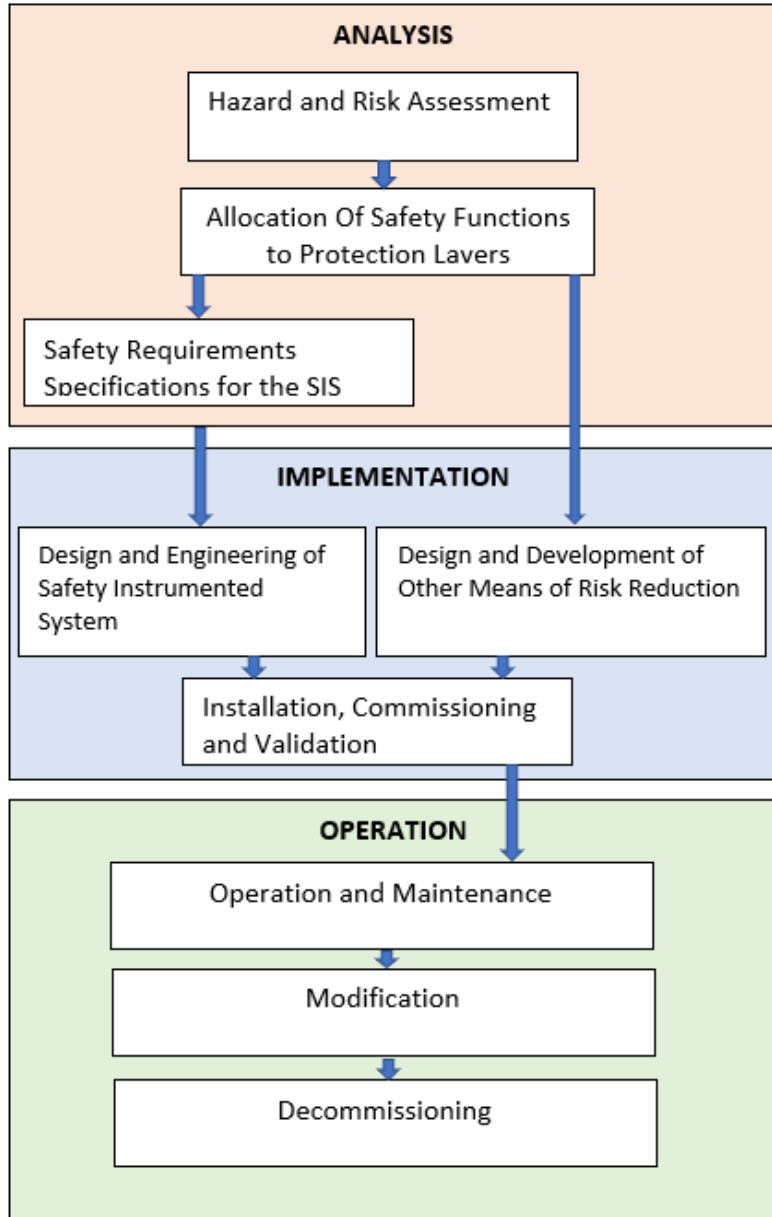 ANALYSIS
Hazard and Risk Assessment
Allocation Of Safety Functions
to Protection Lavers
Safety Requirements
Specifications for the SIS
IMPLEMENTATION
Design and Engineering of
Safety Instrumented
System
Design and Development of
Other Means of Risk Reduction
Installation, Commissioning
and Validation
OPERATION
Operation and Maintenance
Modification
Decommissioning